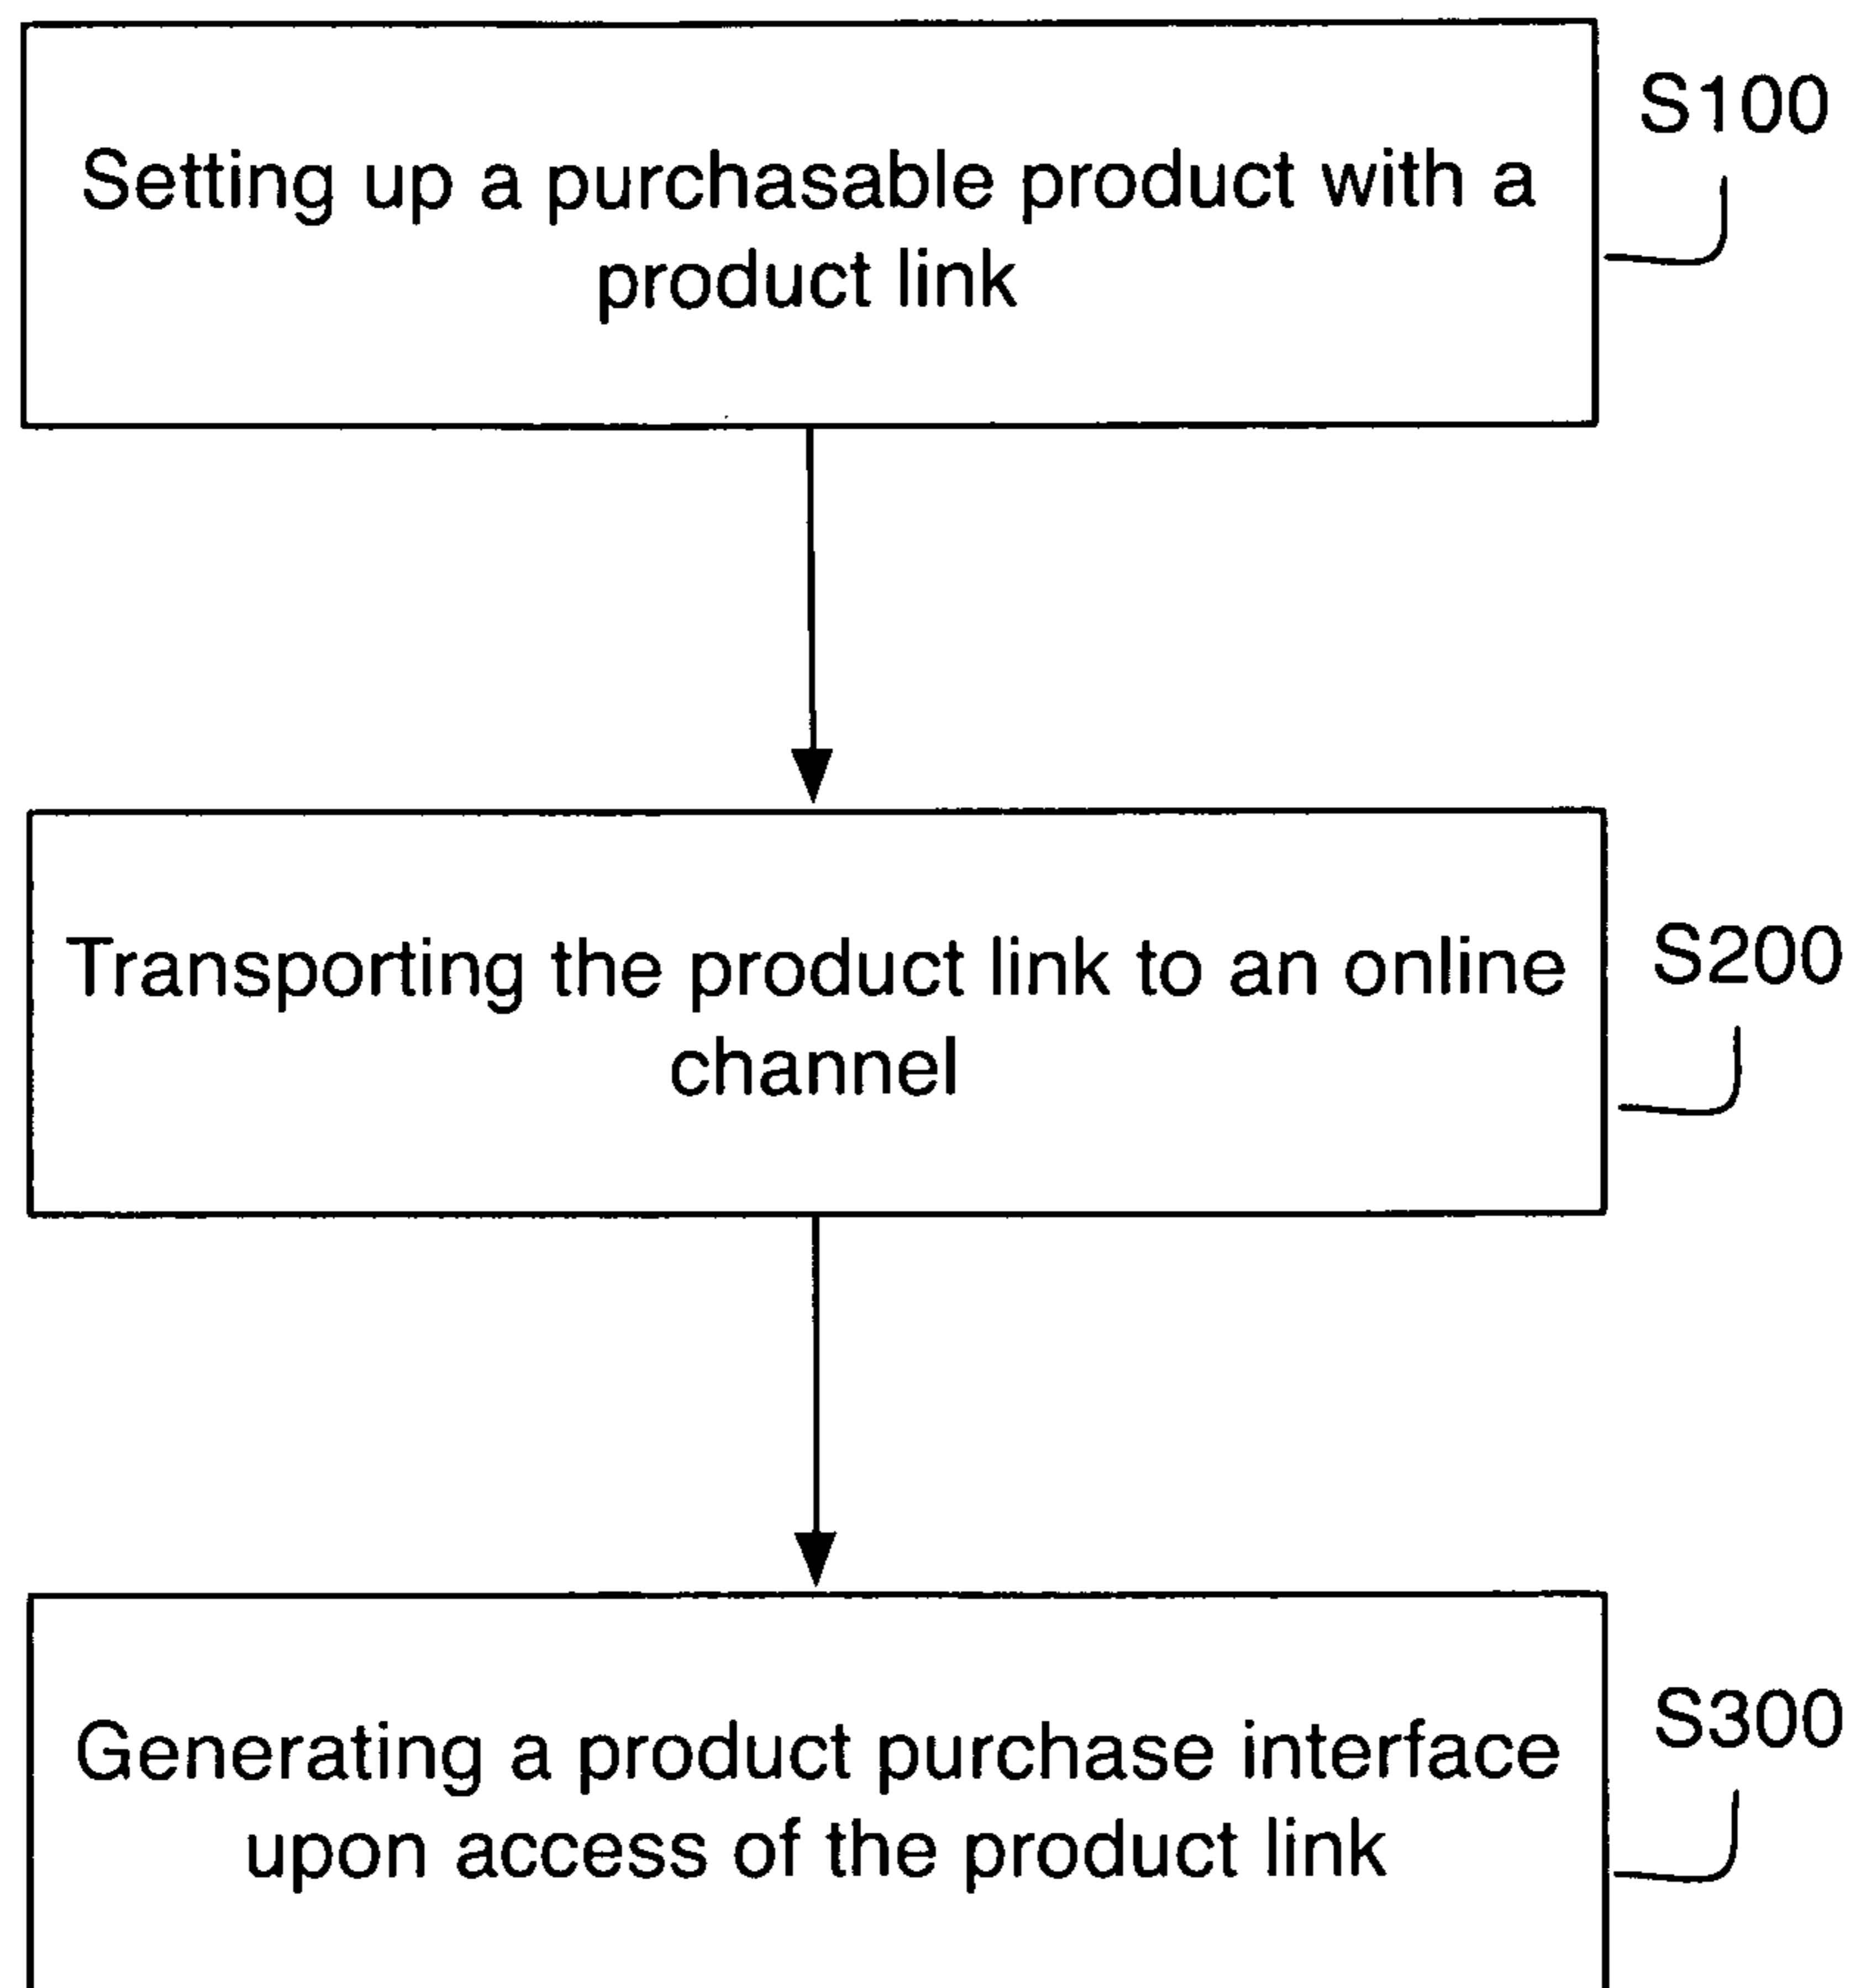 S100
Setting up a purchasable product with a
product link
S200
Transporting the product link to an online
channel
S300
Generating a product purchase interface
upon access of the product link